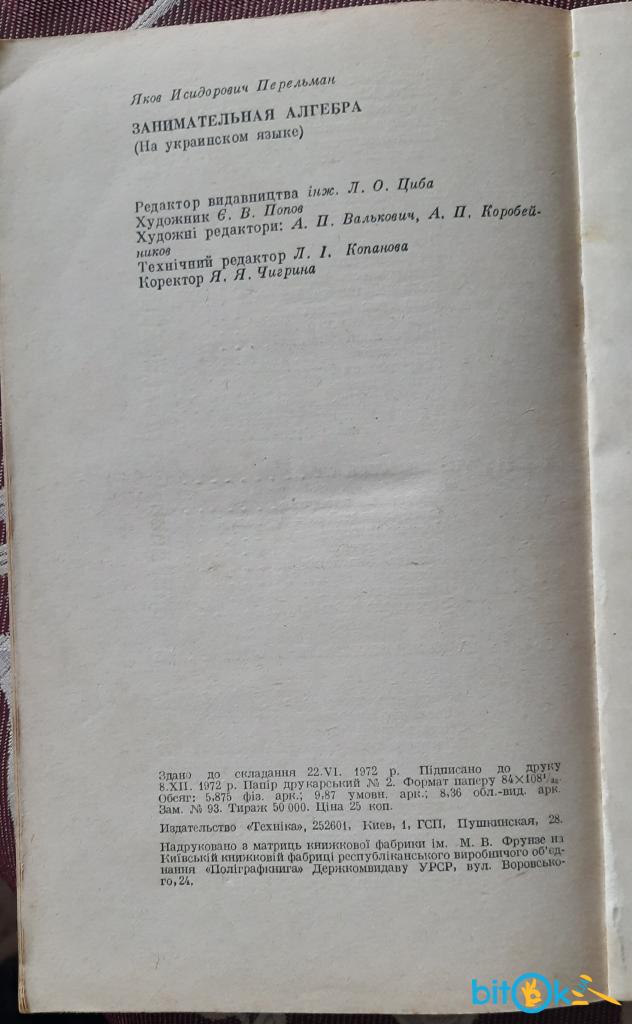 Яков Исидорович Перельман
ЗАНИМАТЕЛЬНАЯ АЛГЕБРА
(На украинском языке)
Редактор видавництва інж. Л. О. Циба
Художник Є. В. Попов
Художні редактори: А. П. Валькович, А. П. Коробей-
ников
Технічний редактор Л. І. Копанова
Коректор Я. Я. Чигрина
Здано до складання 22.VI. 1972 р. Підписано до друку
8.XII. 1972 р. Папір друкарський № 2. Формат паперу 84×108¹/₃₂.
Обсяг: 5,875 фіз. арк.; 9,87 умовн. арк.; 8,36 обл.-вид. арк.
Зам. № 93. Тираж 50 000. Ціна 25 коп.
Издательство «Техніка», 252601, Киев, 1, ГСП, Пушкинская, 28.
Надруковано з матриць книжкової фабрики ім. М. В. Фрунзе на
Київській книжковій фабриці республіканського виробничого об'єд-
нання «Поліграфкнига» Держкомвидаву УРСР, вул. Воровсько-
го, 24.
bitok